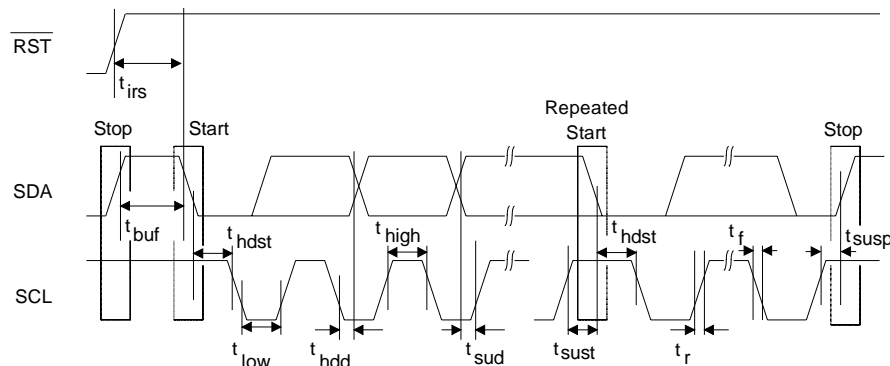 RST
t irs
Repeated
Stop Start Start Stop
SDA
t buf t hdst t high t hdst t f t susp
SCL
t low t hdd t sud t sust t r